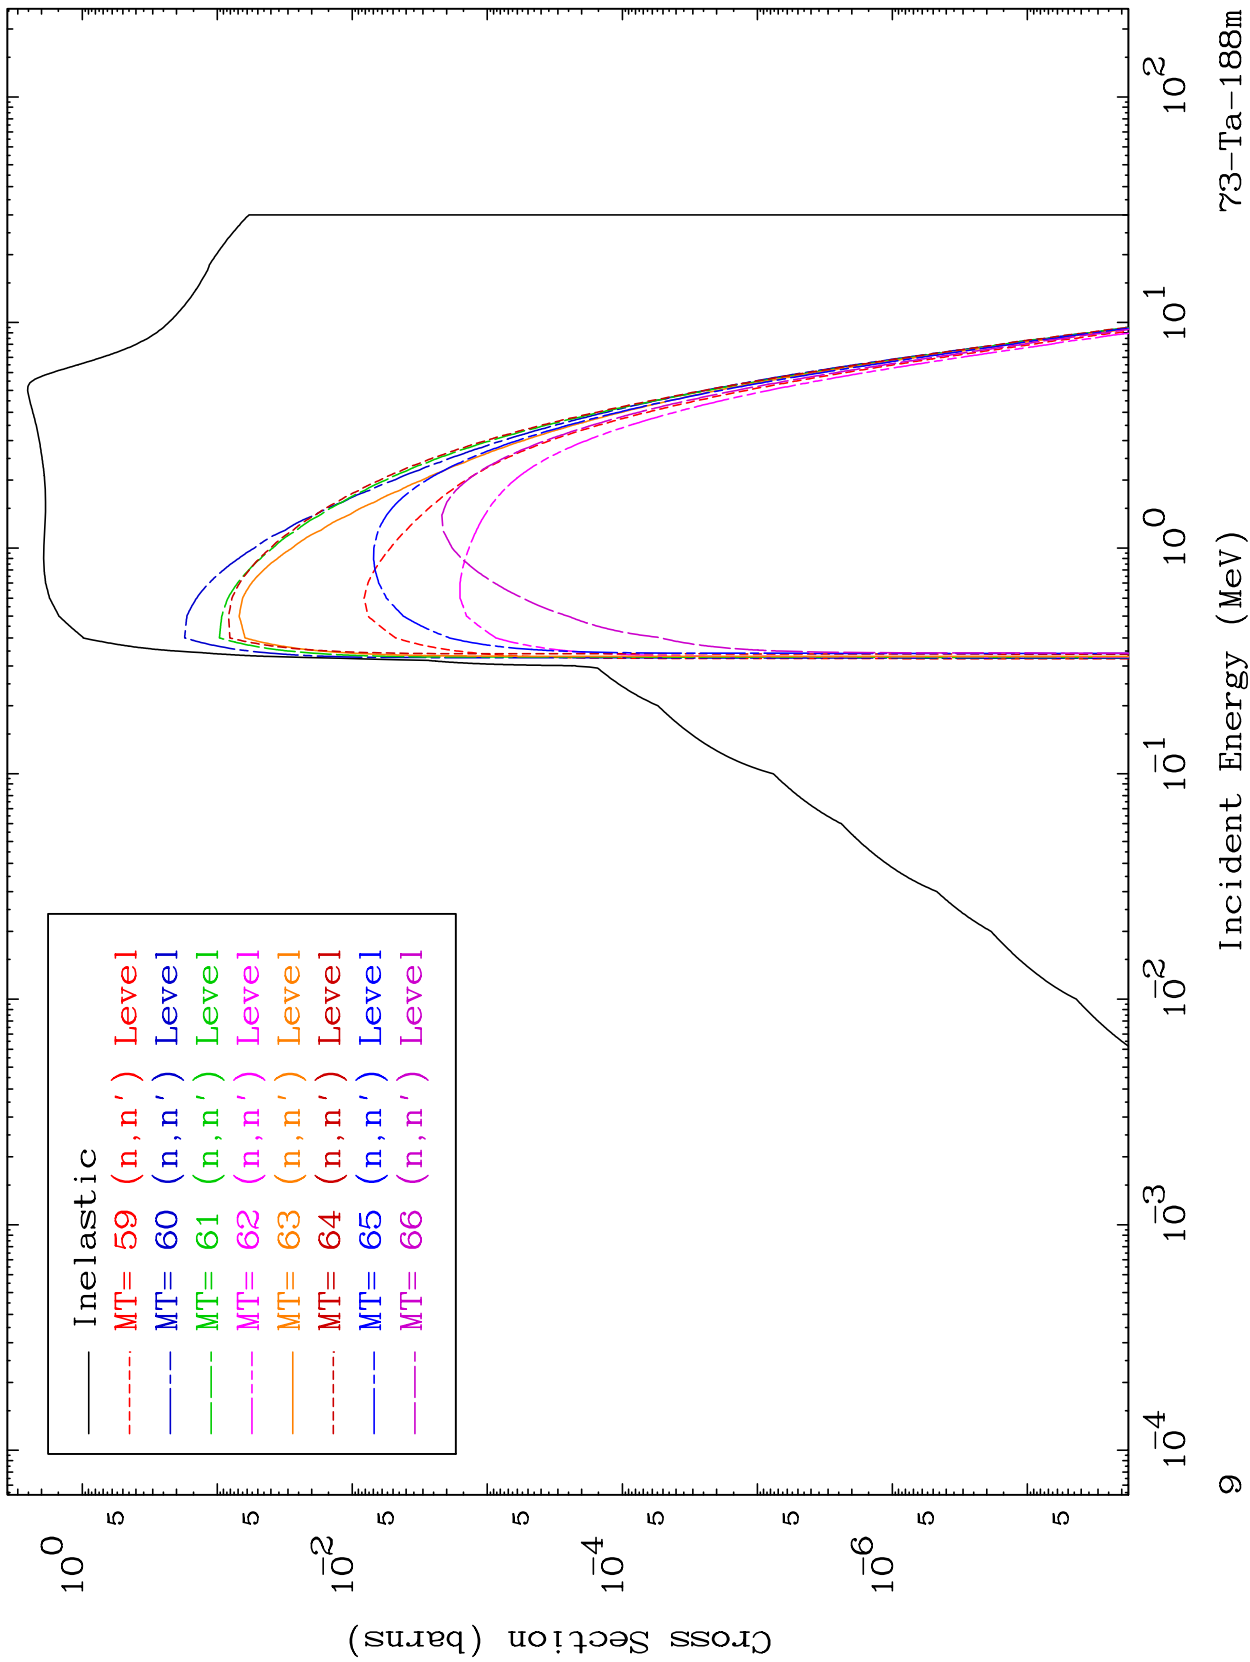 Inelastic
MT= 59 (n,n') Level
MT= 60 (n,n') Level
MT= 61 (n,n') Level
MT= 62 (n,n') Level
MT= 63 (n,n') Level
MT= 64 (n,n') Level
MT= 65 (n,n') Level
MT= 66 (n,n') Level
Cross Section (barns)
10^0
5
5
10^-2
5
5
10^-4
5
5
10^-6
5
5
10^-4
10^-3
10^-2
10^-1
10^0
10^1
10^2
Incident Energy (MeV)
9
73-Ta-188m